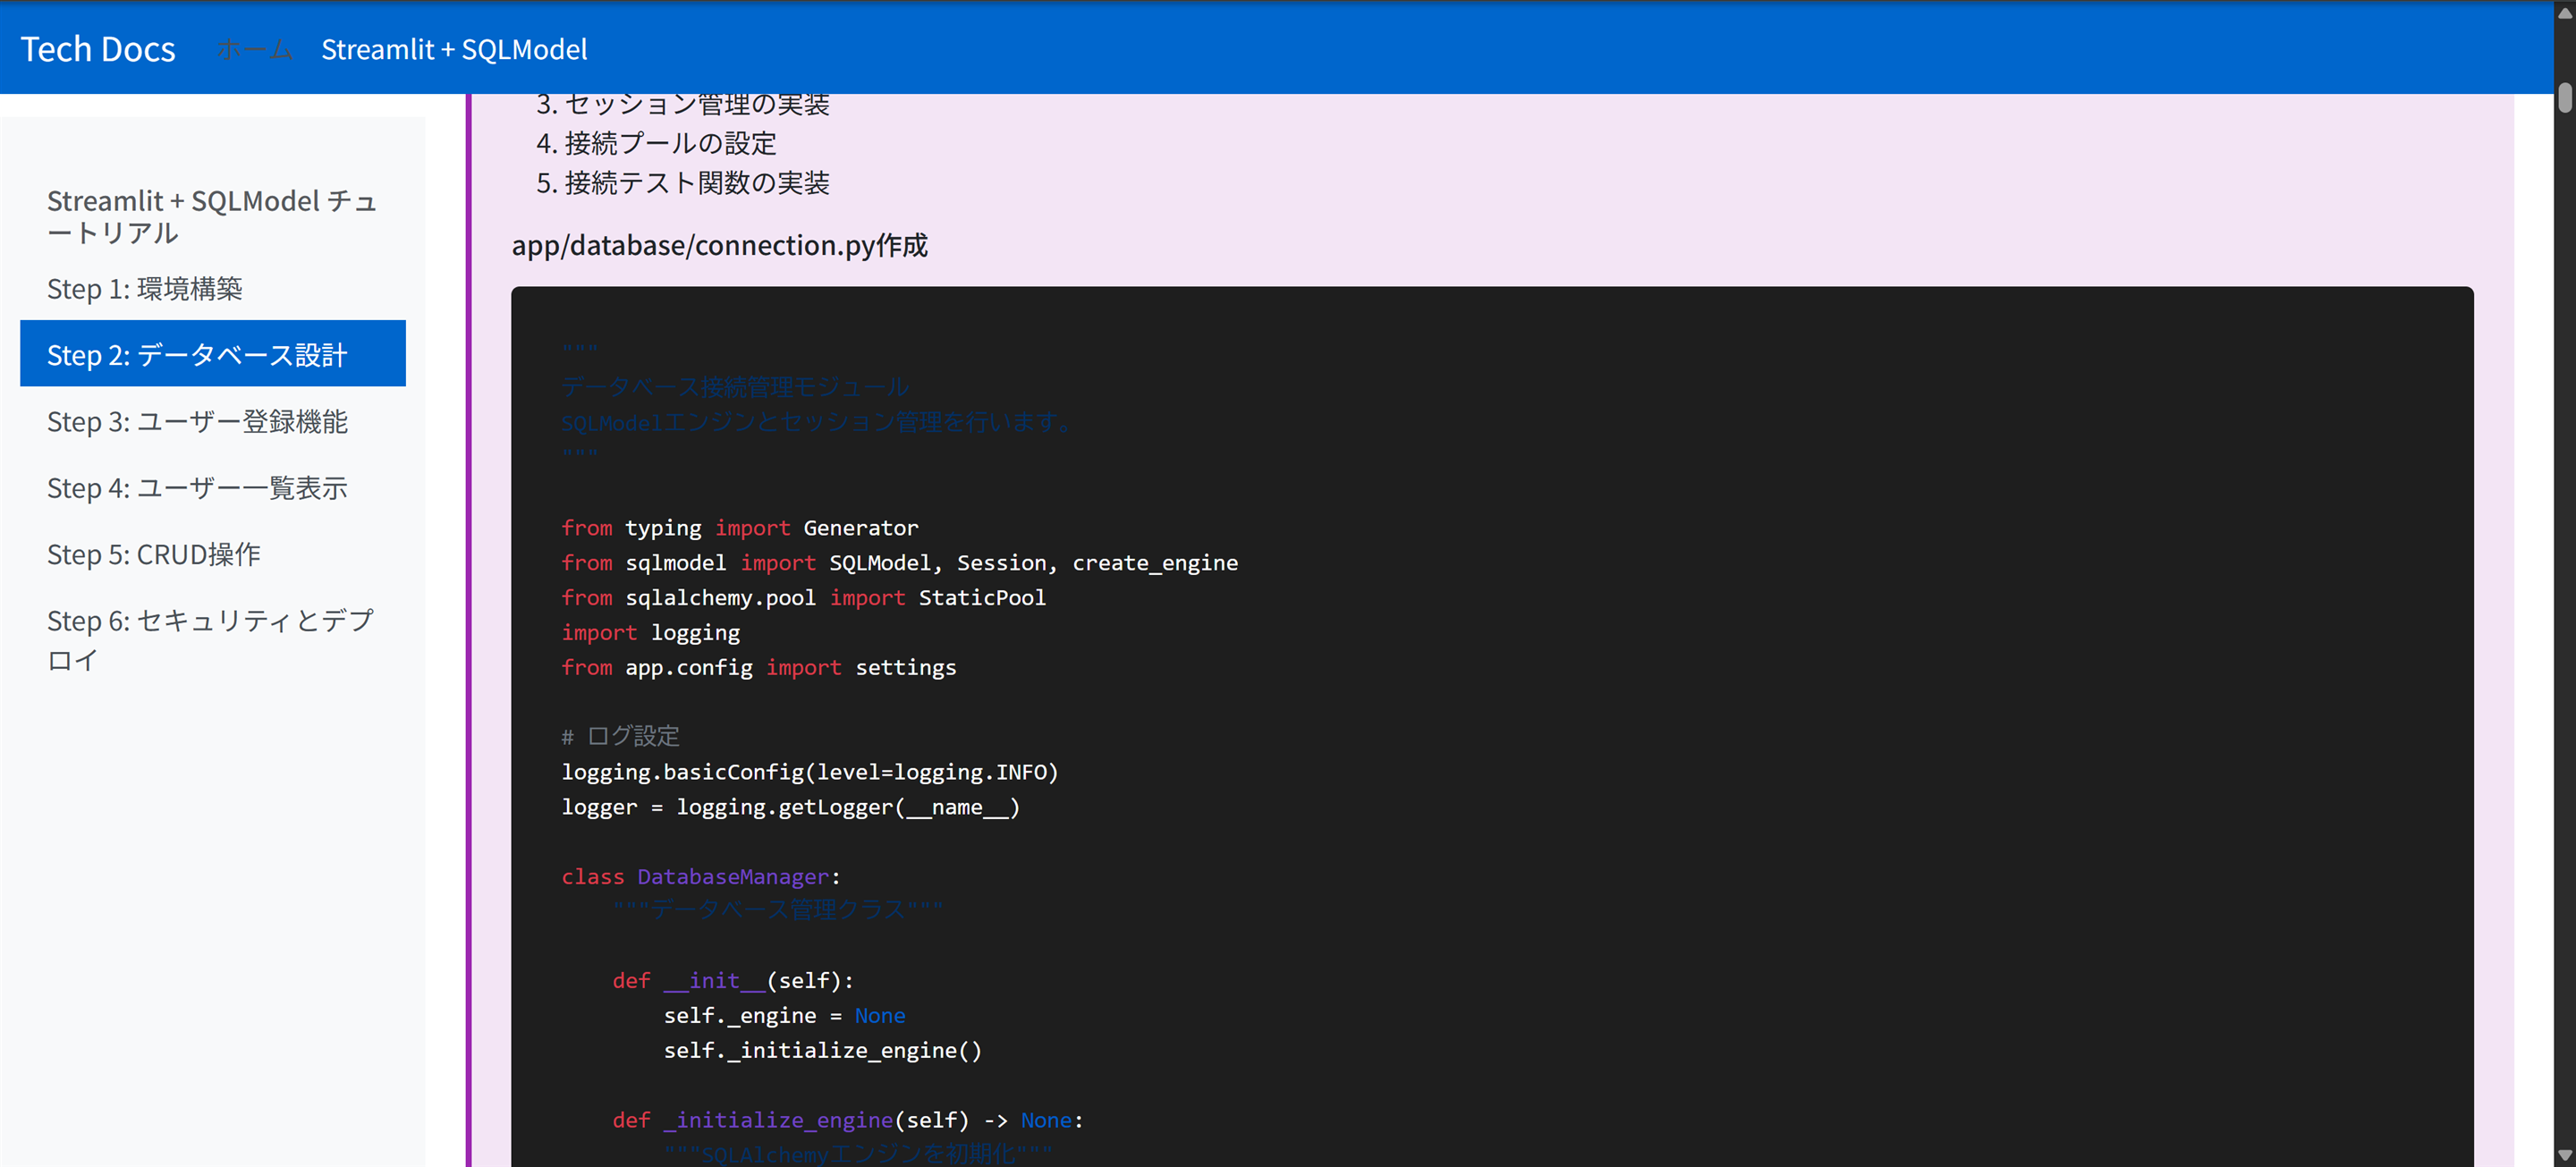 Tech Docs ホーム Streamlit + SQLModel
Streamlit + SQLModel チュ
ートリアル
Step 1: 環境構築
Step 2: データベース設計
Step 3: ユーザー登録機能
Step 4: ユーザー一覧表示
Step 5: CRUD操作
Step 6: セキュリティとデプ
ロイ
3. セッション管理の実装
4. 接続プールの設定
5. 接続テスト関数の実装
app/database/connection.py作成
"""
データベース接続管理モジュール
SQLModelエンジンとセッション管理を行います。
"""
from typing import Generator
from sqlmodel import SQLModel, Session, create_engine
from sqlalchemy.pool import StaticPool
import logging
from app.config import settings
# ログ設定
logging.basicConfig(level=logging.INFO)
logger = logging.getLogger(__name__)
class DatabaseManager:
    """データベース管理クラス"""
    def __init__(self):
        self._engine = None
        self._initialize_engine()
    def _initialize_engine(self) -> None:
        """SQLAlchemyエンジンを初期化"""